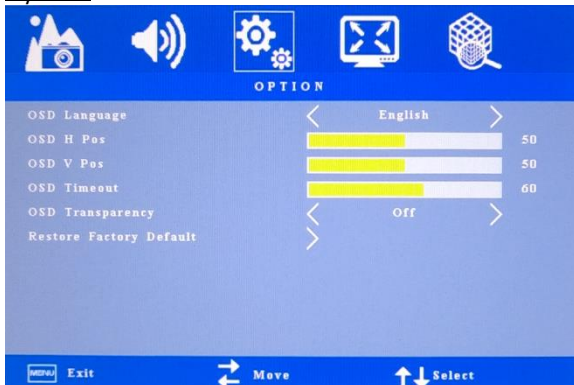 OPTION
OSD Language English
OSD H Pos 50
OSD V Pos 50
OSD Timeout 60
OSD Transparency Off
Restore Factory Default
MENU Exit Move Select